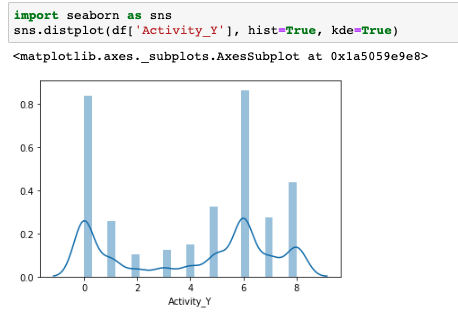 import seaborn as sns
sns.distplot(df['Activity_Y'], hist=True, kde=True)
<matplotlib.axes._subplots.AxesSubplot at 0x1a5059e9e8>
0.8
0.6
0.4
0.2
0.0
0 2 4 6 8
Activity_Y